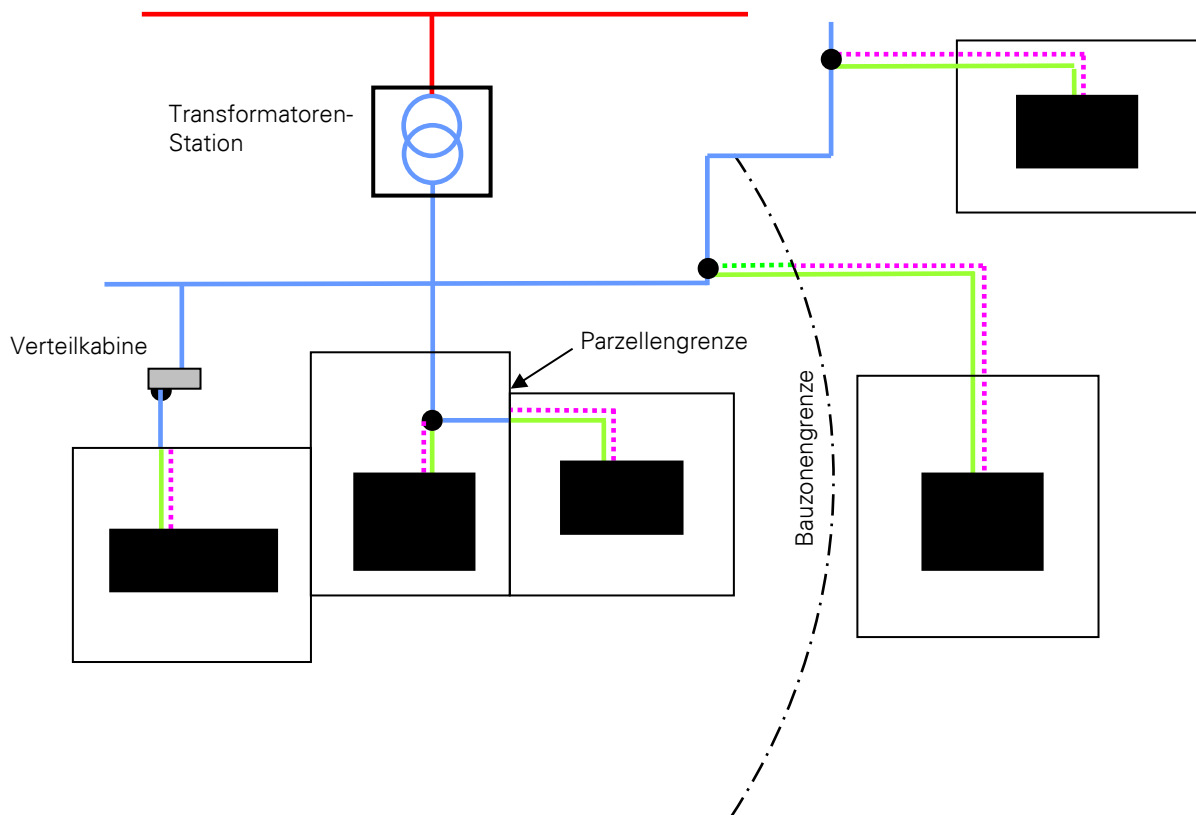 Transformatoren-
Station
Verteilkabine
Parzellengrenze
Bauzonengrenze